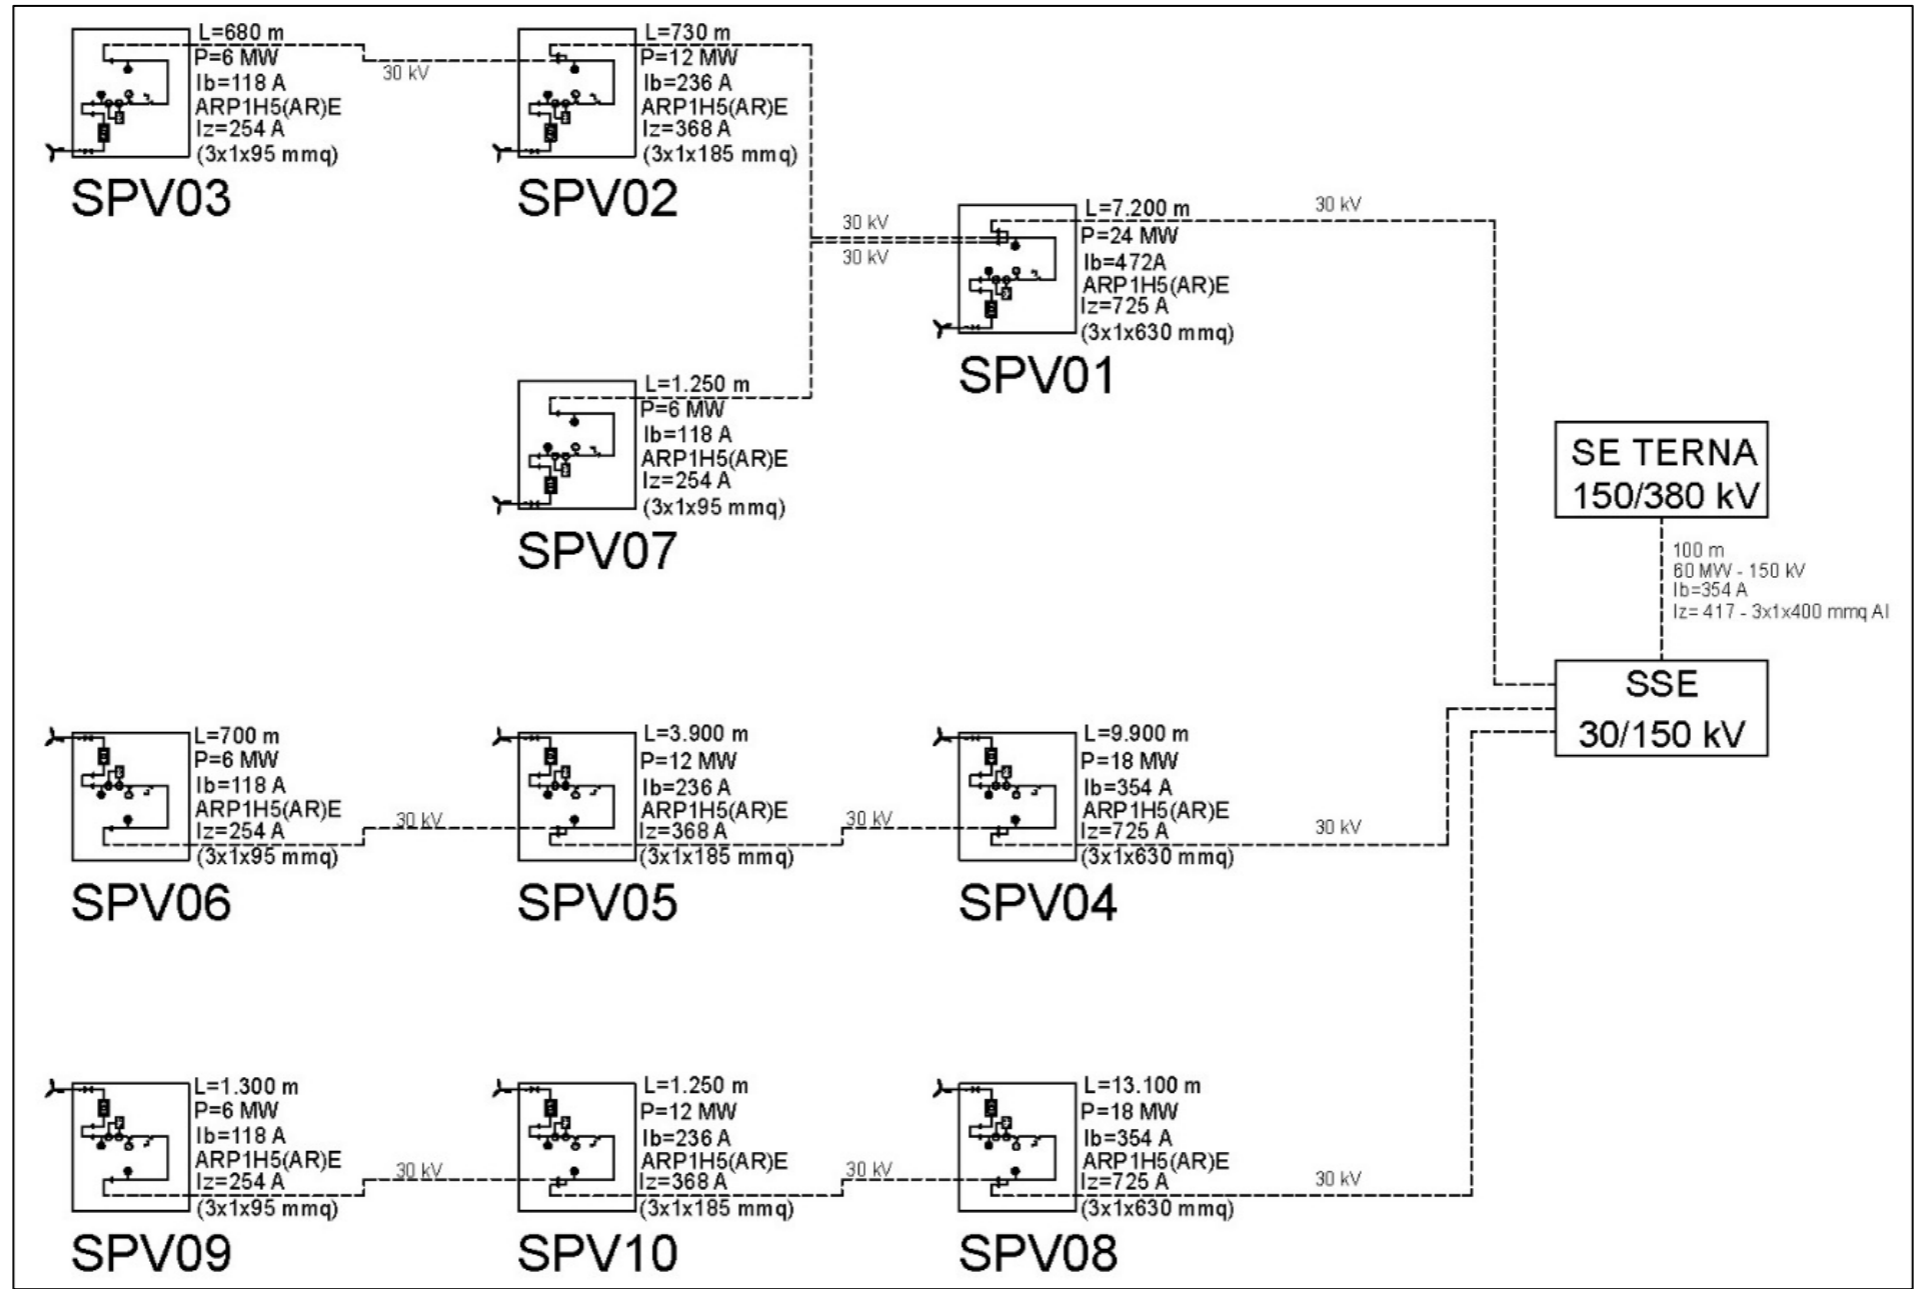 L=680 m
P=6 MW
Ib=118 A
ARP1H5(AR)E
Iz=254 A
(3x1x95 mmq)
SPV03
30 kV
L=730 m
P=12 MW
Ib=236 A
ARP1H5(AR)E
Iz=368 A
(3x1x185 mmq)
SPV02
30 kV
30 kV
L=7.200 m
P=24 MW
Ib=472A
ARP1H5(AR)E
Iz=725 A
(3x1x630 mmq)
SPV01
30 kV
L=1.250 m
P=6 MW
Ib=118 A
ARP1H5(AR)E
Iz=254 A
(3x1x95 mmq)
SPV07
SE TERNA
150/380 kV
100 m
60 MW - 150 kV
Ib=354 A
Iz= 417 - 3x1x400 mmq Al
SSE
30/150 kV
L=700 m
P=6 MW
Ib=118 A
ARP1H5(AR)E
Iz=254 A
(3x1x95 mmq)
SPV06
30 kV
L=3.900 m
P=12 MW
Ib=236 A
ARP1H5(AR)E
Iz=368 A
(3x1x185 mmq)
SPV05
30 kV
L=9.900 m
P=18 MW
Ib=354 A
ARP1H5(AR)E
Iz=725 A
(3x1x630 mmq)
SPV04
30 kV
L=1.300 m
P=6 MW
Ib=118 A
ARP1H5(AR)E
Iz=254 A
(3x1x95 mmq)
SPV09
30 kV
L=1.250 m
P=12 MW
Ib=236 A
ARP1H5(AR)E
Iz=368 A
(3x1x185 mmq)
SPV10
30 kV
L=13.100 m
P=18 MW
Ib=354 A
ARP1H5(AR)E
Iz=725 A
(3x1x630 mmq)
SPV08
30 kV